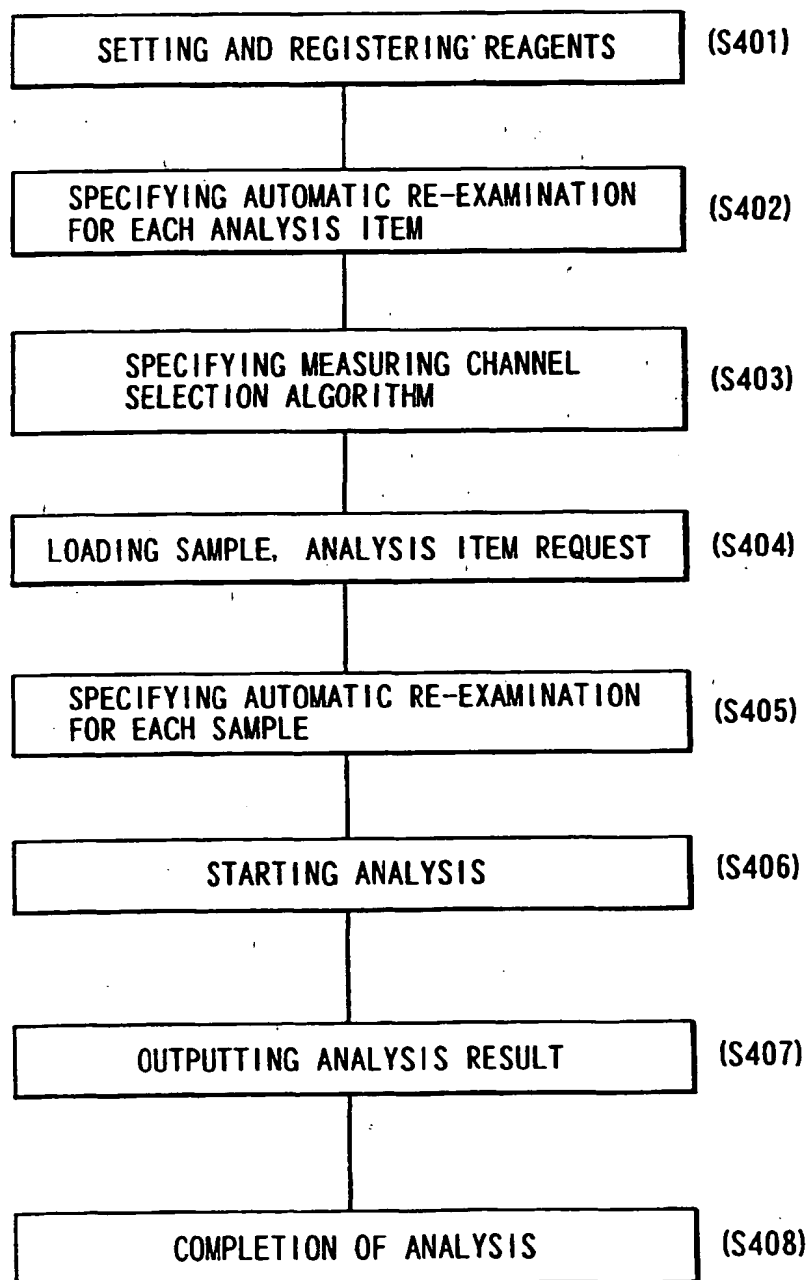 SETTING AND REGISTERING REAGENTS (S401)
SPECIFYING AUTOMATIC RE-EXAMINATION
FOR EACH ANALYSIS ITEM (S402)
SPECIFYING MEASURING CHANNEL
SELECTION ALGORITHM (S403)
LOADING SAMPLE, ANALYSIS ITEM REQUEST (S404)
SPECIFYING AUTOMATIC RE-EXAMINATION
FOR EACH SAMPLE (S405)
STARTING ANALYSIS (S406)
OUTPUTTING ANALYSIS RESULT (S407)
COMPLETION OF ANALYSIS (S408)